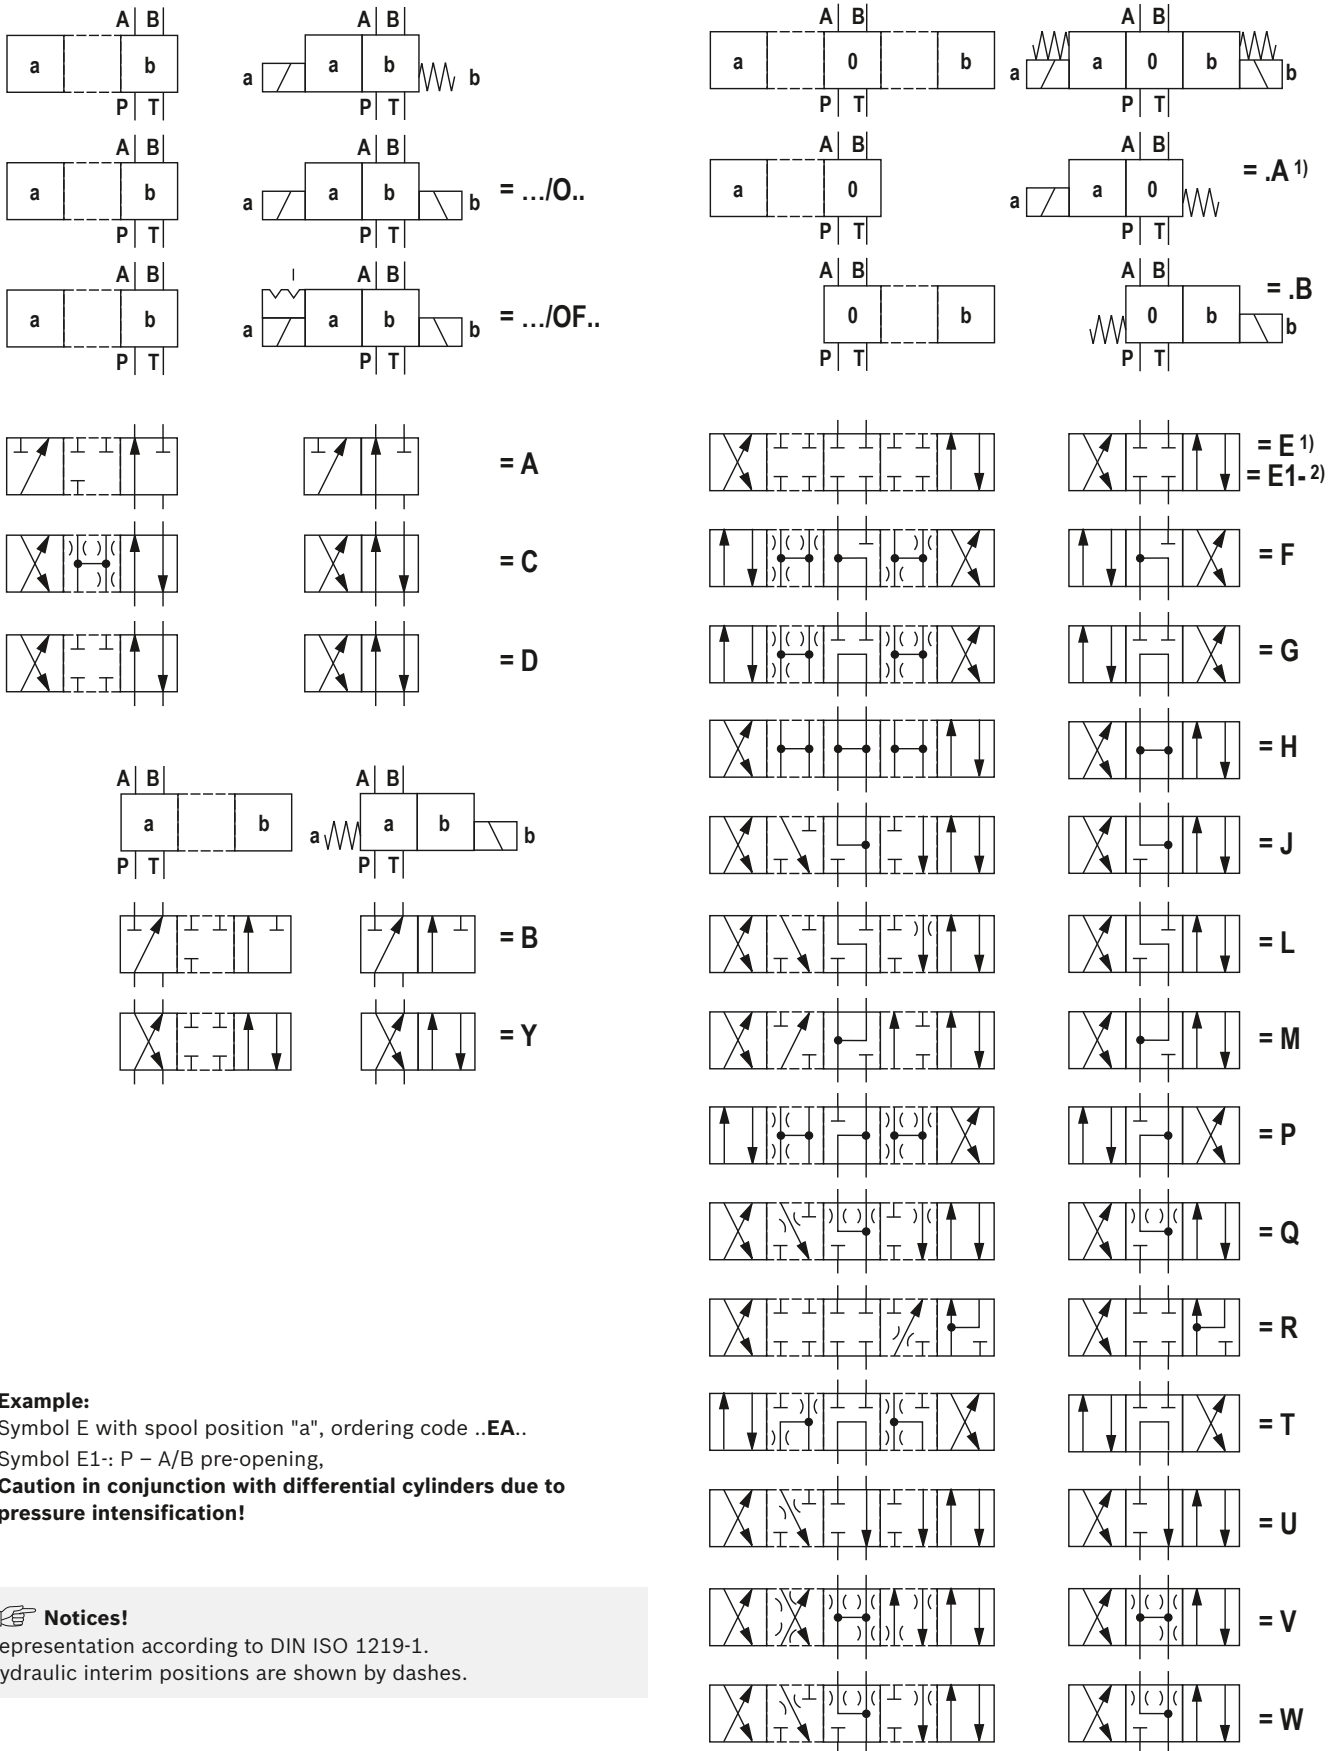 A B
a b
P T
A B
a a b b
P T
A B
a b
P T
A B
a a b b = .../O..
P T
A B
a b
P T
A B
a a b b = .../OF..
P T
= A
= C
= D
A B
a b
P T
A B
a a b b
P T
= B
= Y
A B
a 0 b
P T
A B
a a 0 b b
P T
A B
a 0
P T
A B
a a 0 = .A 1)
P T
A B
0 b
P T
A B
0 b b = .B
P T
= E 1)
= E1- 2)
= F
= G
= H
= J
= L
= M
= P
= Q
= R
= T
= U
= V
= W
Example:
Symbol E with spool position "a", ordering code ..EA..
Symbol E1-: P – A/B pre-opening,
Caution in conjunction with differential cylinders due to
pressure intensification!
Notices!
epresentation according to DIN ISO 1219-1.
ydraulic interim positions are shown by dashes.